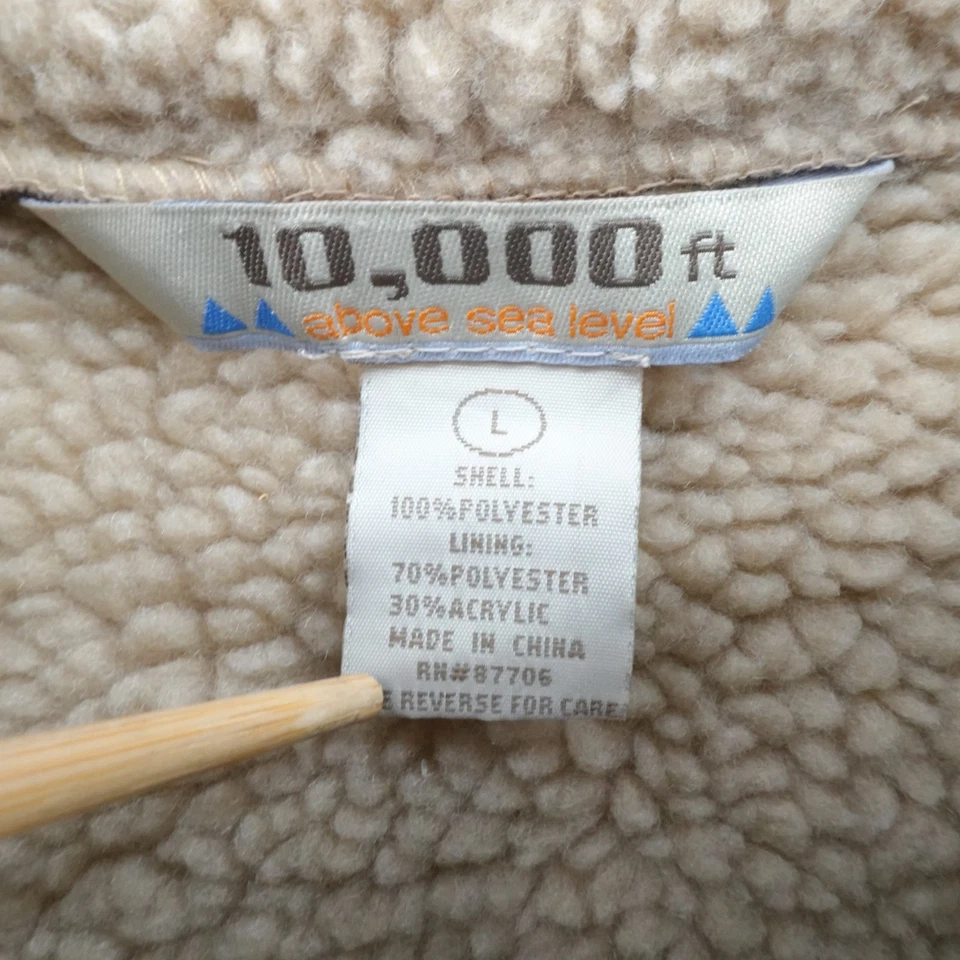 10,000 ft
above sea level
L
SHELL:
100%POLYESTER
LINING:
70%POLYESTER
30%ACRYLIC
MADE IN CHINA
RN#87706
REVERSE FOR CARE